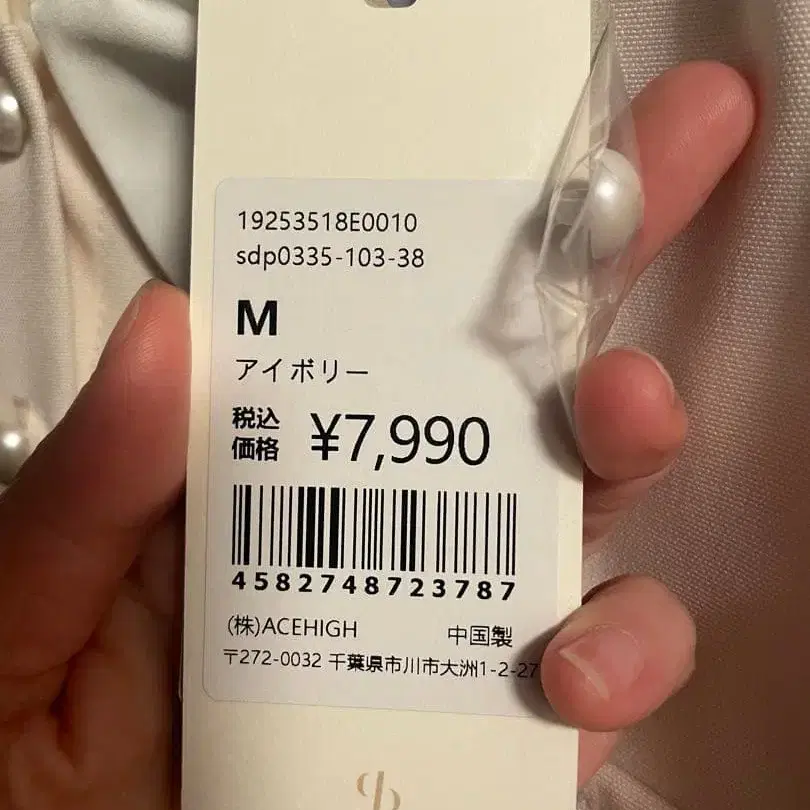 19253518E0010
sdp0335-103-38
M
アイボリー
税込
価格 ¥7,990
4582748723787
(株)ACEHIGH 中国製
〒272-0032 千葉県市川市大洲1-2-27